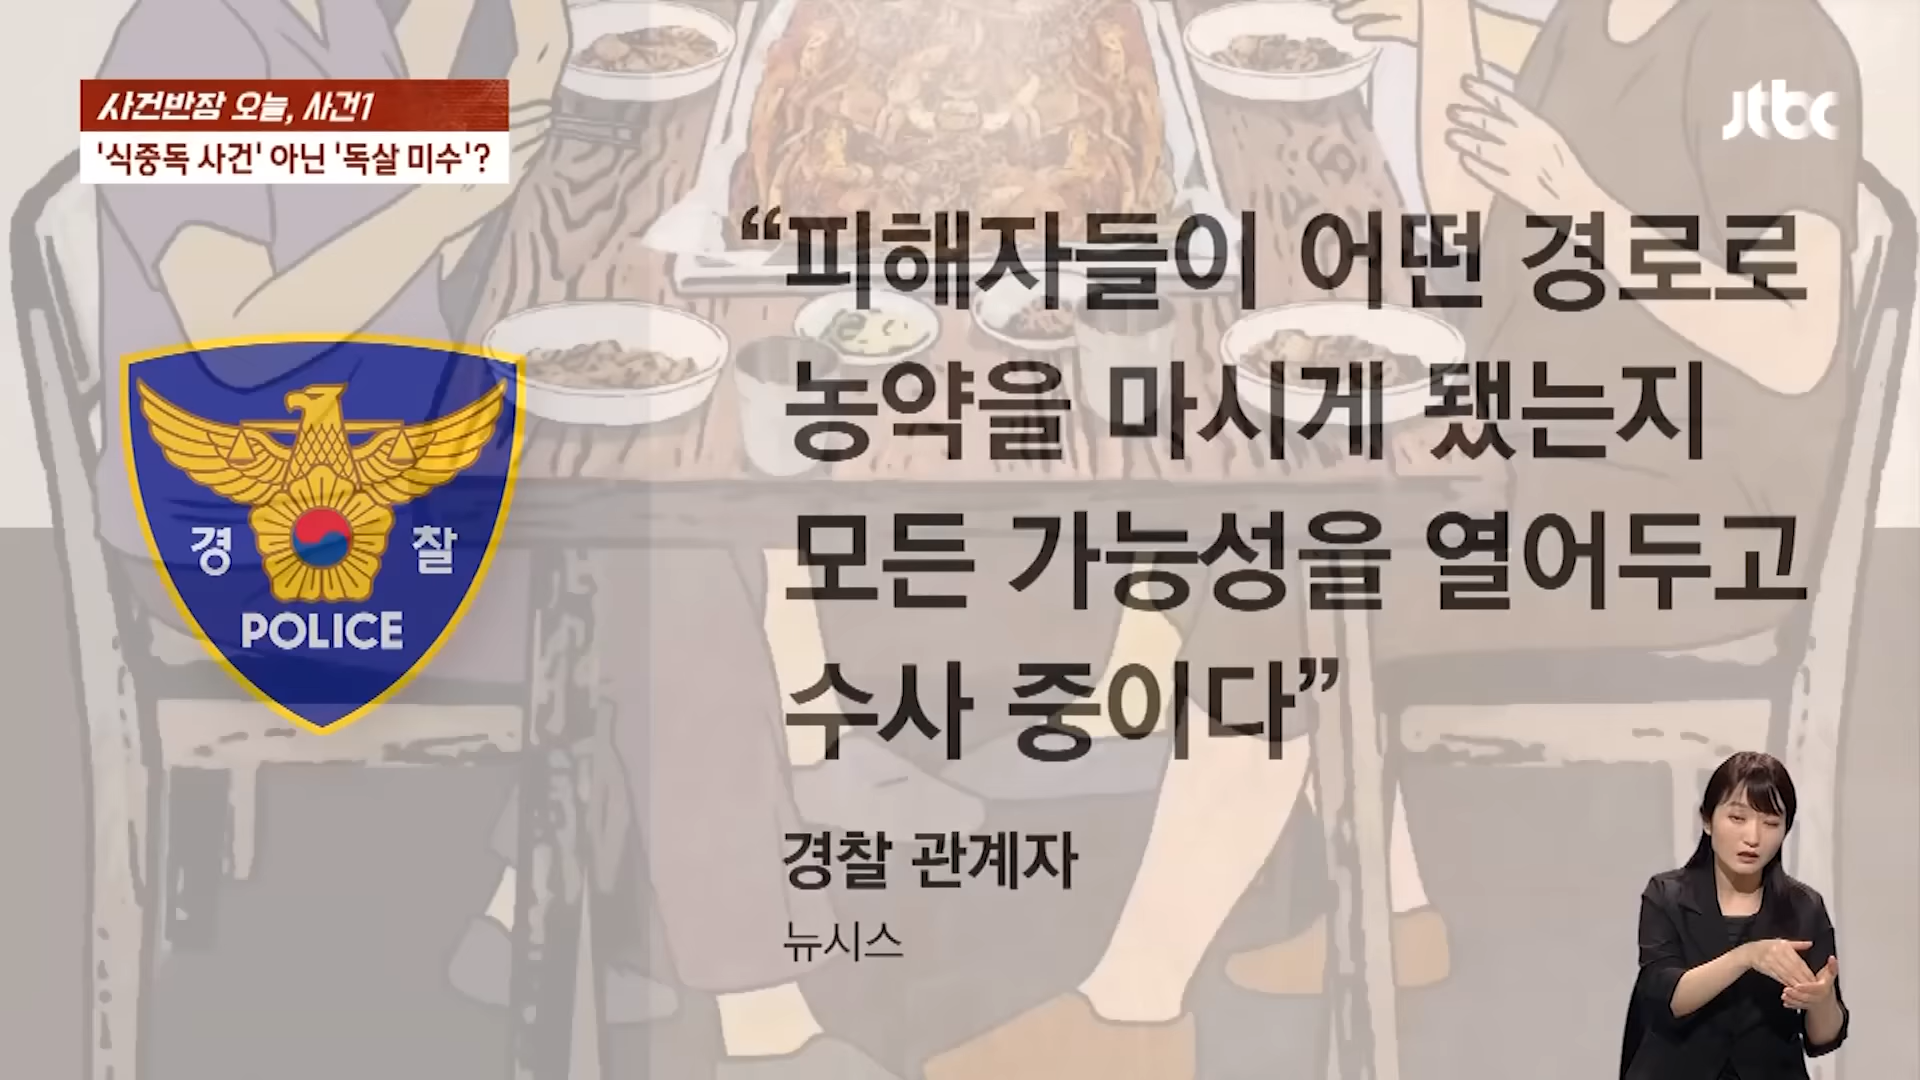 사건반장 오늘, 사건1
'식중독 사건' 아닌 '독살 미수'?
jtbc
“피해자들이 어떤 경로로
농약을 마시게 됐는지
모든 가능성을 열어두고
수사 중이다”
경찰 관계자
뉴시스
경찰
POLICE
jtbc